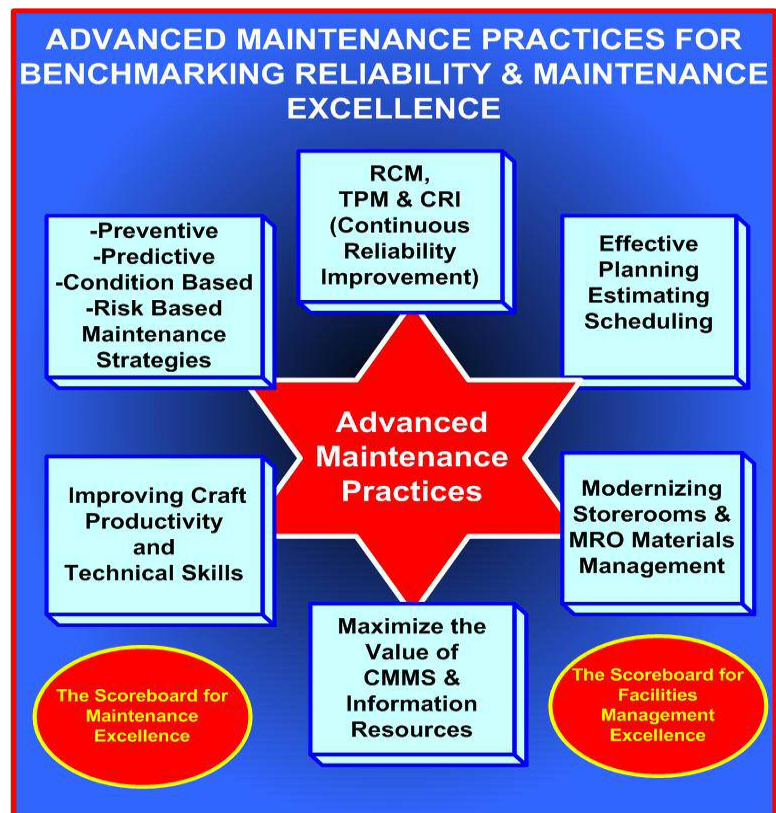 ADVANCED MAINTENANCE PRACTICES FOR
BENCHMARKING RELIABILITY & MAINTENANCE
EXCELLENCE
RCM,
TPM & CRI
(Continuous
Reliability
Improvement)
-Preventive
-Predictive
-Condition Based
-Risk Based
Maintenance
Strategies
Effective
Planning
Estimating
Scheduling
Advanced
Maintenance
Practices
Improving Craft
Productivity
and
Technical Skills
Modernizing
Storerooms &
MRO Materials
Management
Maximize the
Value of
CMMS &
Information
Resources
The Scoreboard for
Maintenance
Excellence
The Scoreboard for
Facilities
Management
Excellence